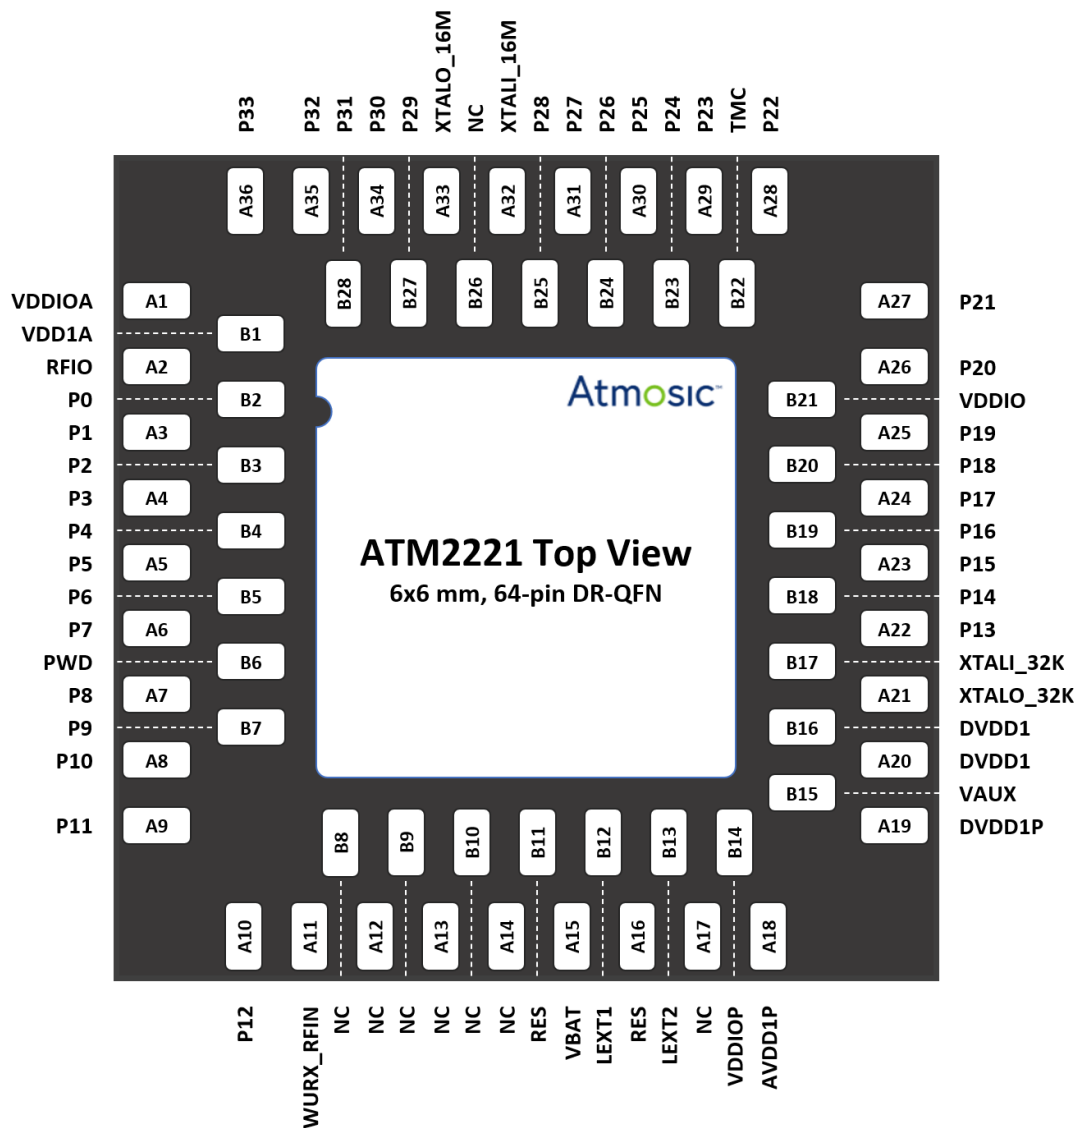 P33
P32
P31
P30
P29
XTALO_16M
NC
XTALI_16M
P28
P27
P26
P25
P24
P23
TMC
P22
A36
A35
A34
A33
A32
A31
A30
A29
A28
B28
B27
B26
B25
B24
B23
B22
VDDIOA A1
VDD1A B1
RFIO A2
P0 B2
P1 A3
P2 B3
P3 A4
P4 B4
P5 A5
P6 B5
P7 A6
PWD B6
P8 A7
P9 B7
P10 A8
P11 A9
Atmosic™
ATM2221 Top View
6x6 mm, 64-pin DR-QFN
A27 P21
A26 P20
B21 VDDIO
A25 P19
B20 P18
A24 P17
B19 P16
A23 P15
B18 P14
A22 P13
B17 XTALI_32K
A21 XTALO_32K
B16 DVDD1
A20 DVDD1
B15 VAUX
A19 DVDD1P
B8
B9
B10
B11
B12
B13
B14
A10
A11
A12
A13
A14
A15
A16
A17
A18
P12
WURX_RFIN
NC
NC
NC
NC
NC
NC
RES
VBAT
LEXT1
RES
LEXT2
NC
VDDIOP
AVDD1P